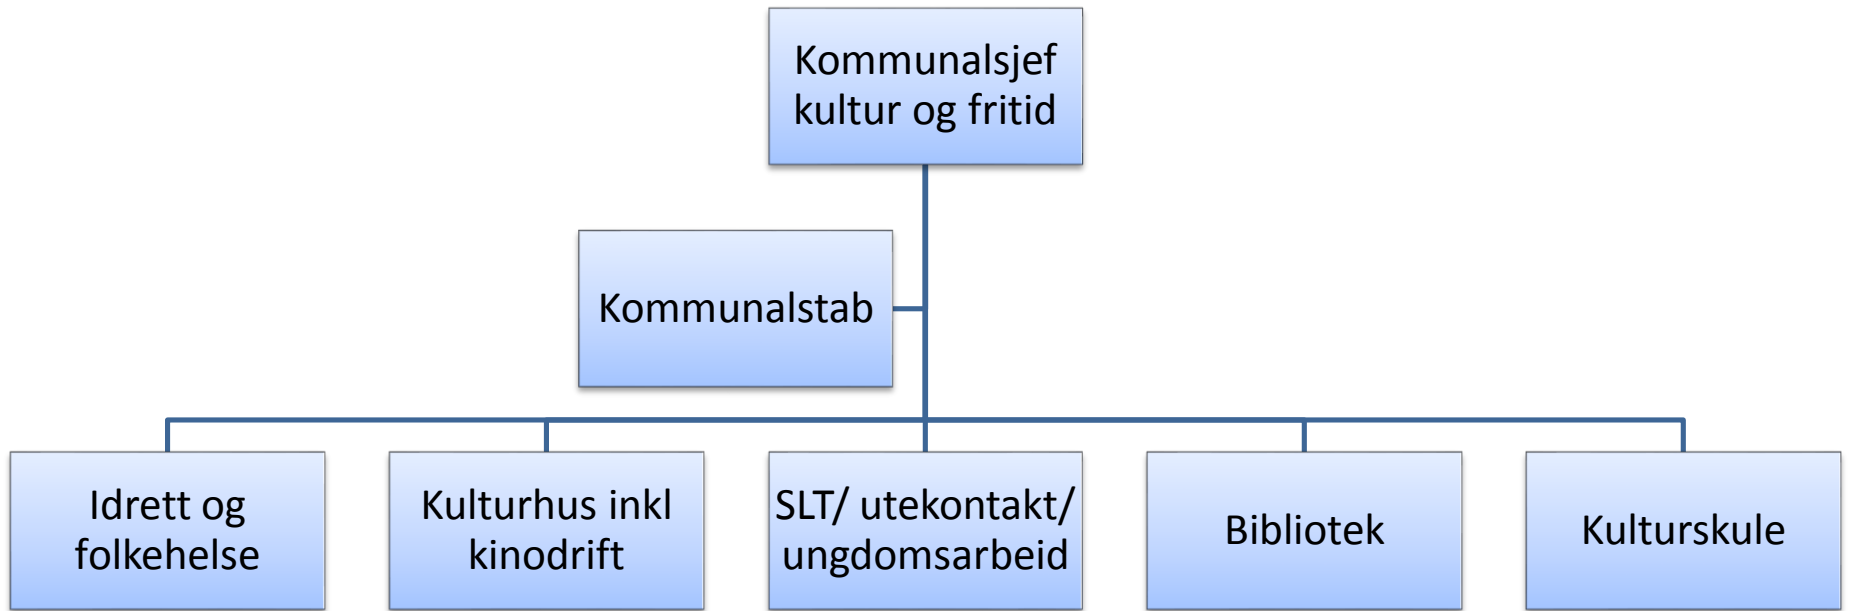 Kommunalsjef
kultur og fritid
Kommunalstab
Idrett og
folkehelse
Kulturhus inkl
kinodrift
SLT/ utekontakt/
ungdomsarbeid
Bibliotek
Kulturskule